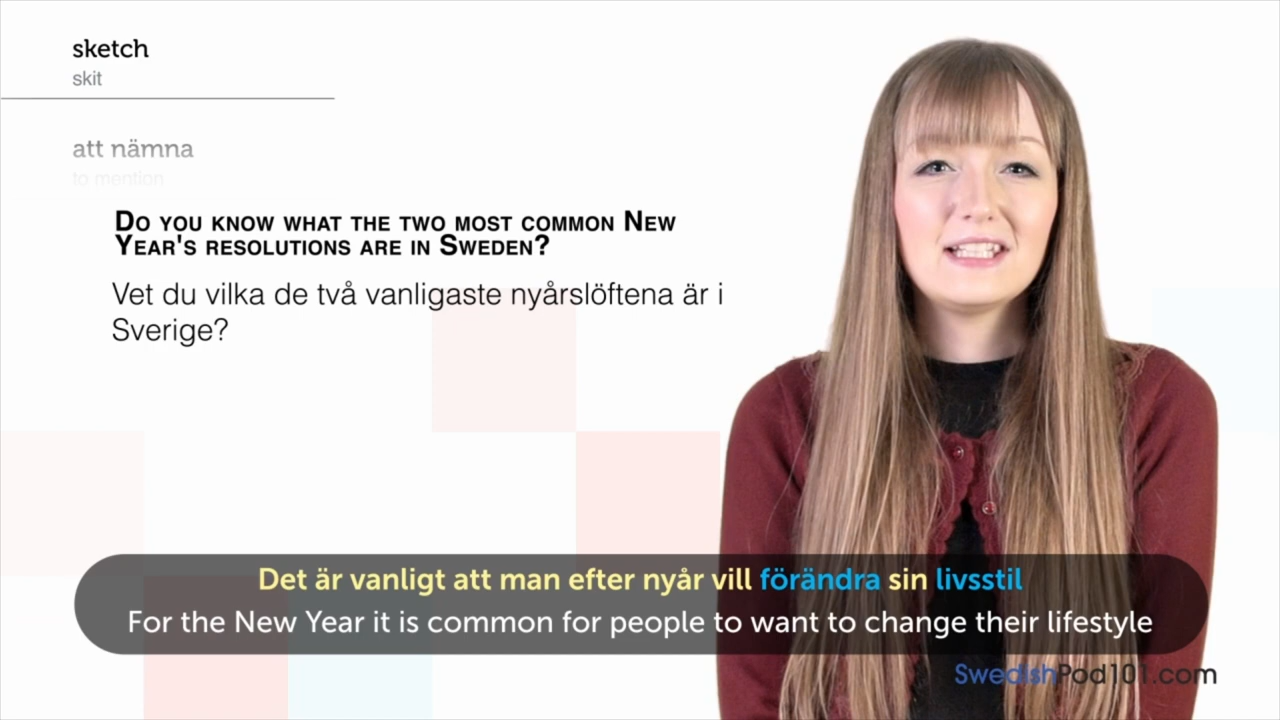 sketch
skit
att nämna
to mention
Do you know what the two most common New
Year's resolutions are in Sweden?
Vet du vilka de två vanligaste nyårslöftena är i
Sverige?
Det är vanligt att man efter nyår vill förändra sin livsstil
For the New Year it is common for people to want to change their lifestyle
SwedishPod101.com